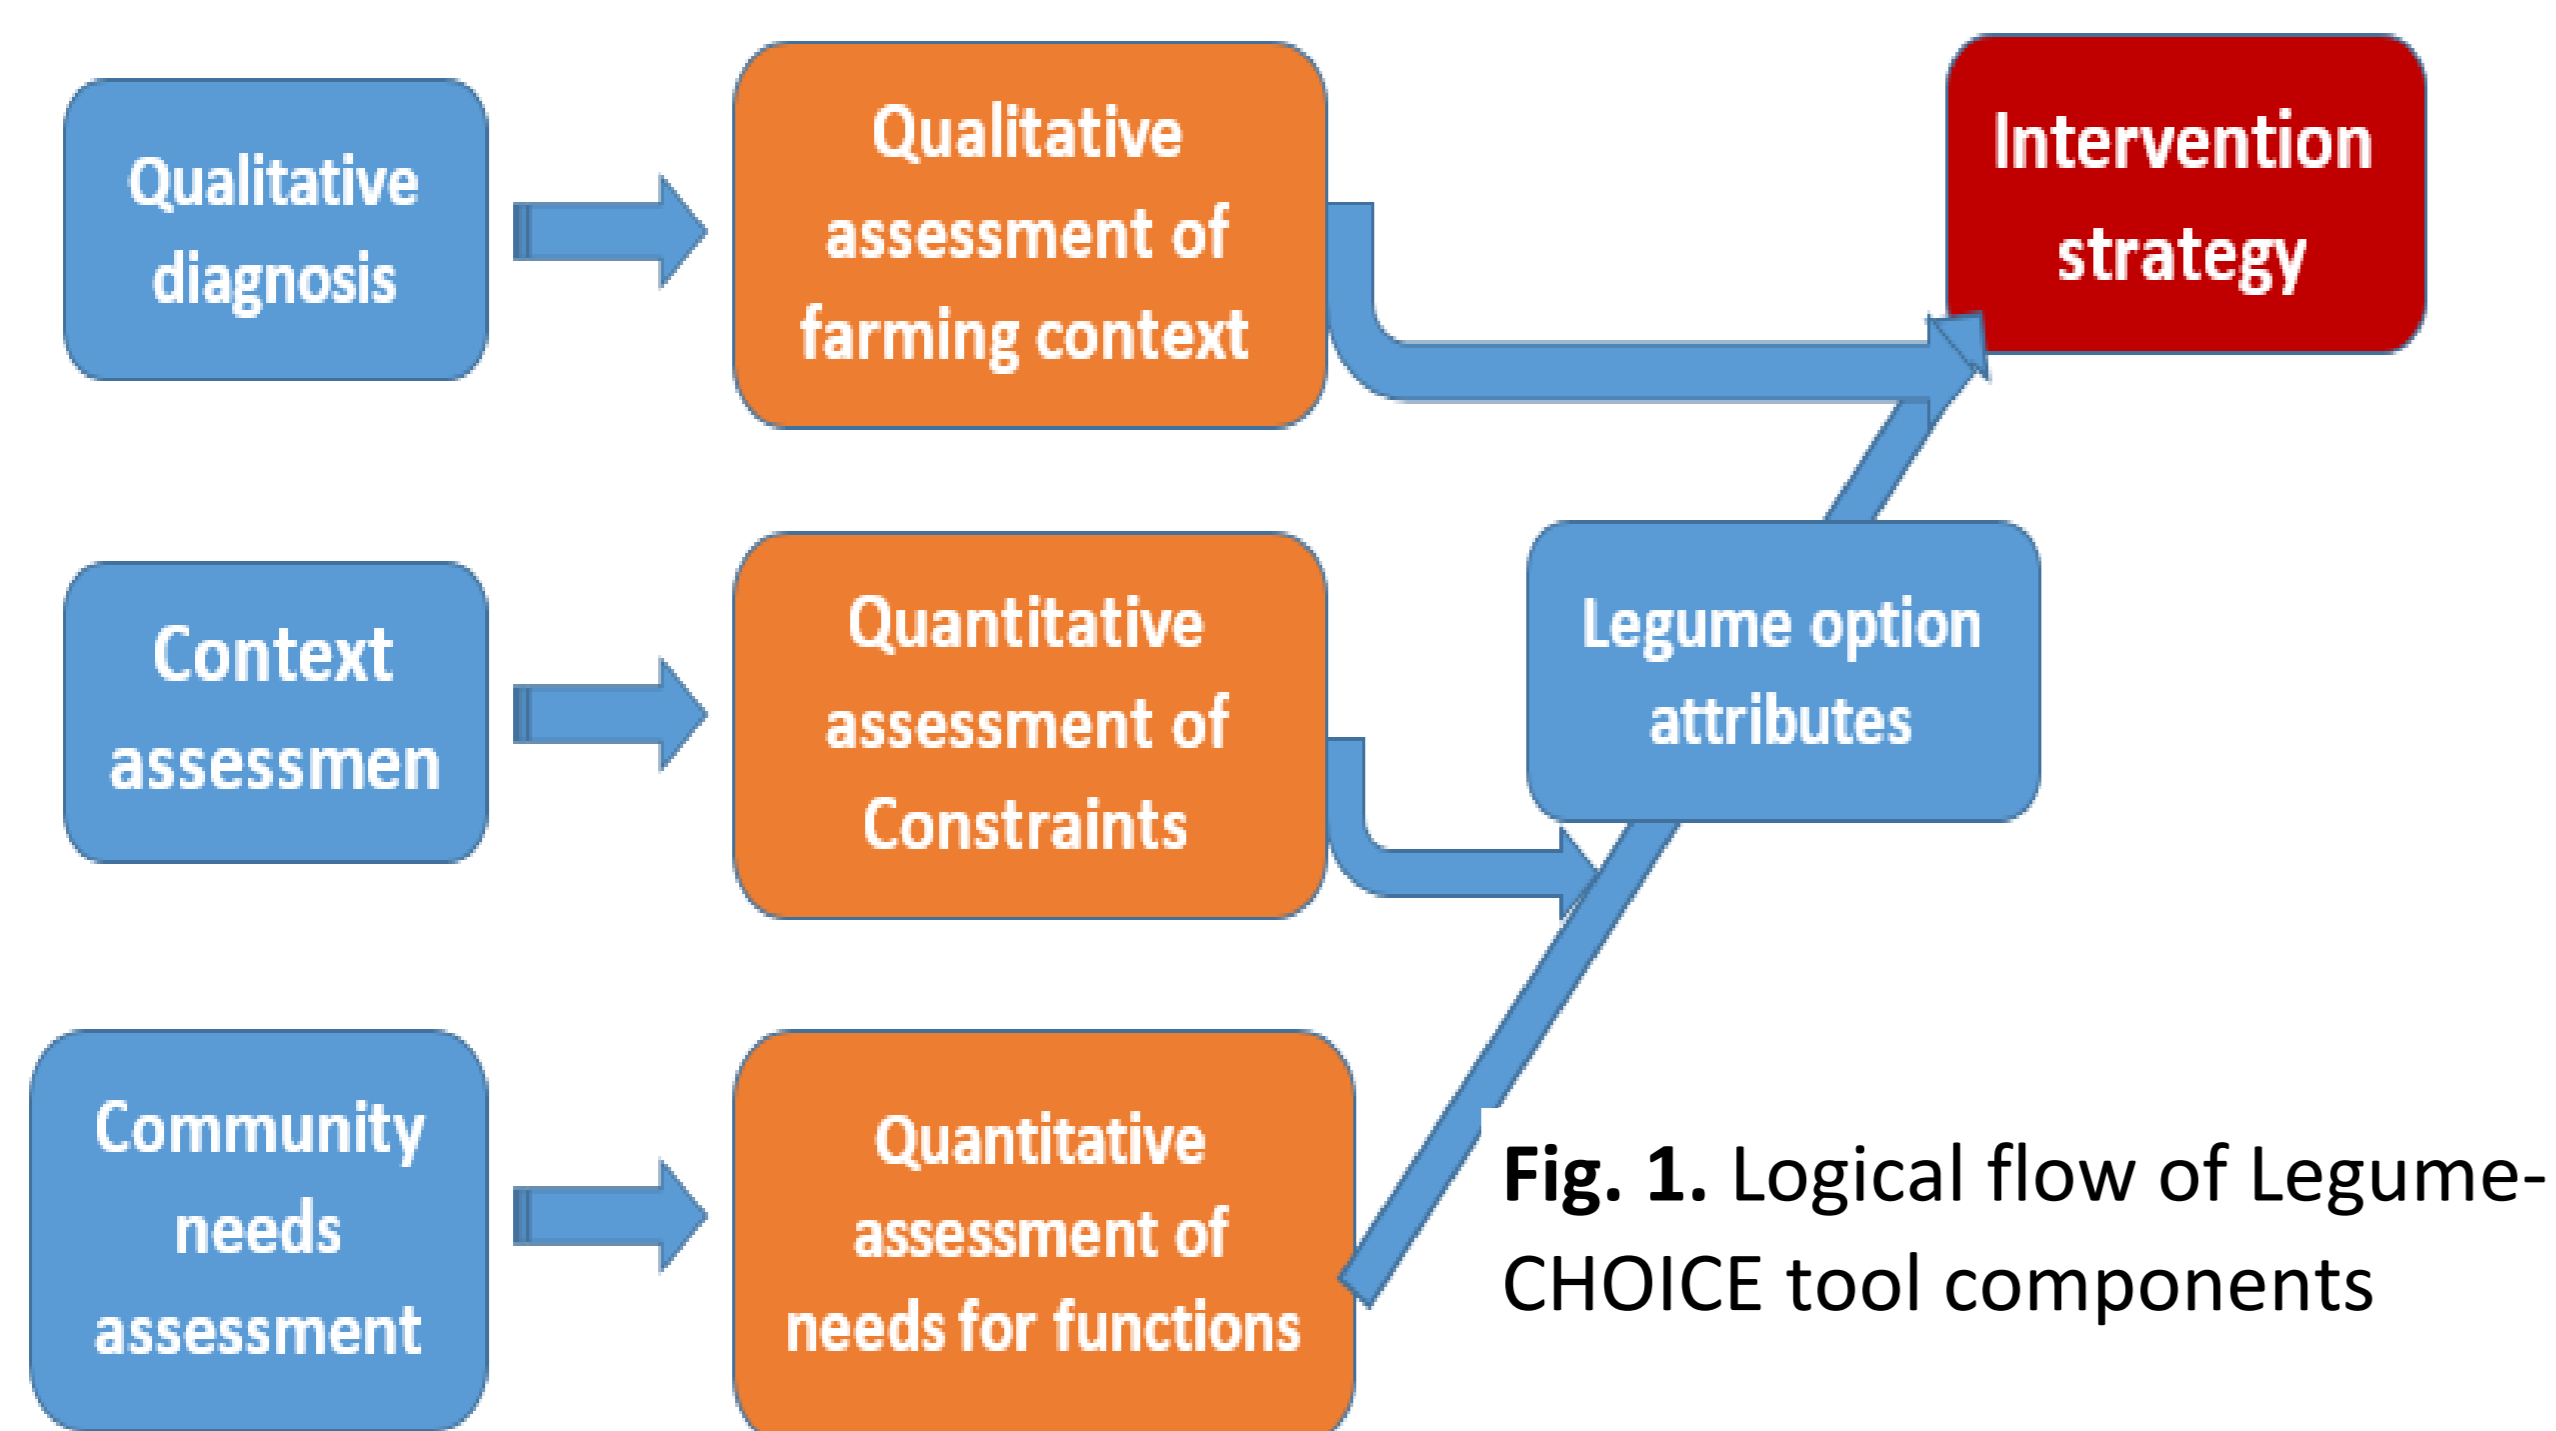 Qualitative
diagnosis
Qualitative
assessment of
farming context
Intervention
strategy
Context
assessmen
Quantitative
assessment of
Constraints
Legume option
attributes
Community
needs
assessment
Quantitative
assessment of
needs for functions
Fig. 1. Logical flow of Legume-
CHOICE tool components